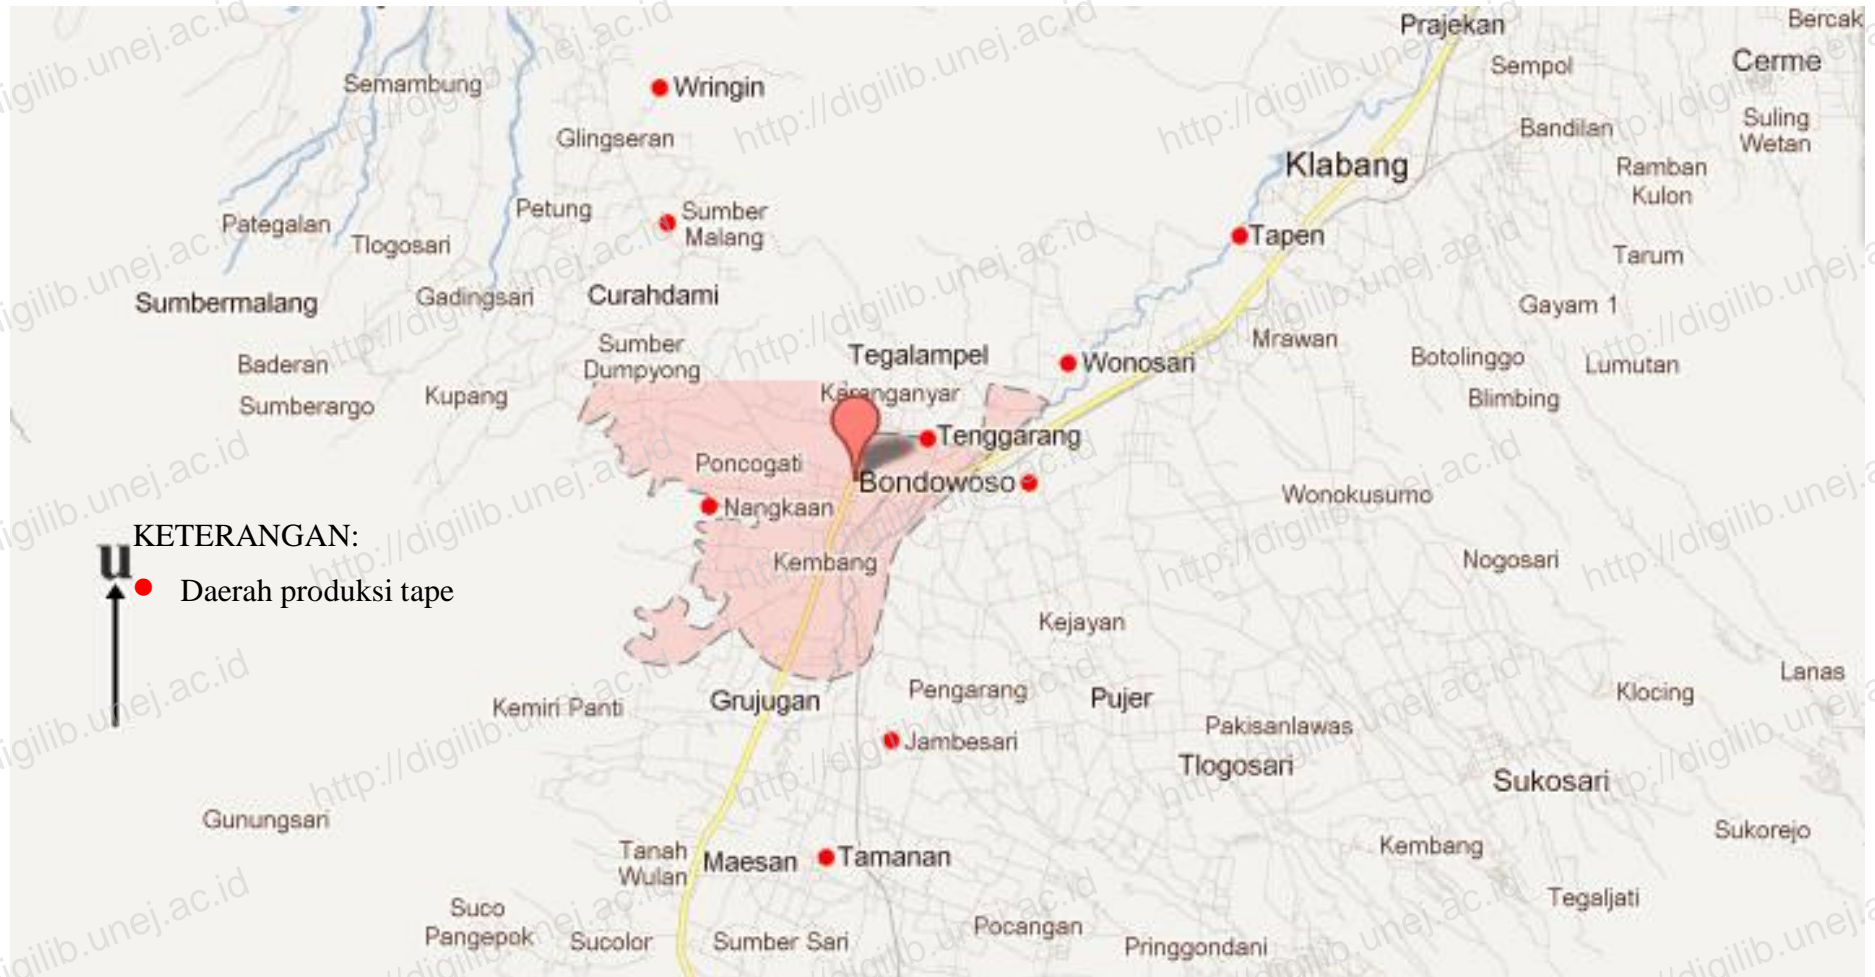 Prajekan
Bercak
Cerme
Sempol
Semambung
Wringin
Suling
Wetan
Bandilan
Glingseran
Klabang
Ramban
Kulon
Petung
Sumber
Malang
Pategalan
Tlogosari
Tapen
Tarum
Sumbermalang
Gadingsari
Curahdami
Gayam 1
Sumber
Dumpyong
Tegalampel
Mrawan
Baderan
Wonosari
Botolinggo
Lumutan
Kupang
Karanganyar
Sumberargo
Blimbing
Tenggarang
Poncogati
Bondowoso
Wonokusumo
Nangkaan
KETERANGAN:
u
Daerah produksi tape
Kembang
Nogosari
Kejayan
Lanas
Kemiri Panti
Grujugan
Pengarang
Pujer
Klocing
Pakisanlawas
Jambesari
Tlogosari
Sukosari
Gunungsari
Sukorejo
Tanah
Wulan
Maesan
Tamanan
Kembang
Tegaljati
Suco
Pangepok
Sucolor
Sumber Sari
Pocangan
Pringgondani
http://digilib.unej.ac.id